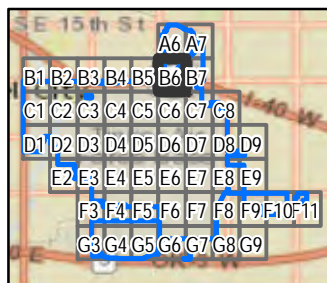 SE 15th St
A6 A7
B1 B2 B3 B4 B5 B6 B7
I-40 W
C1 C2 C3 C4 C5 C6 C7 C8
D1 D2 D3 D4 D5 D6 D7 D8 D9
E2 E3 E4 E5 E6 E7 E8 E9
F3 F4 F5 F6 F7 F8 F9 F10 F11
G3 G4 G5 G6 G7 G8 G9